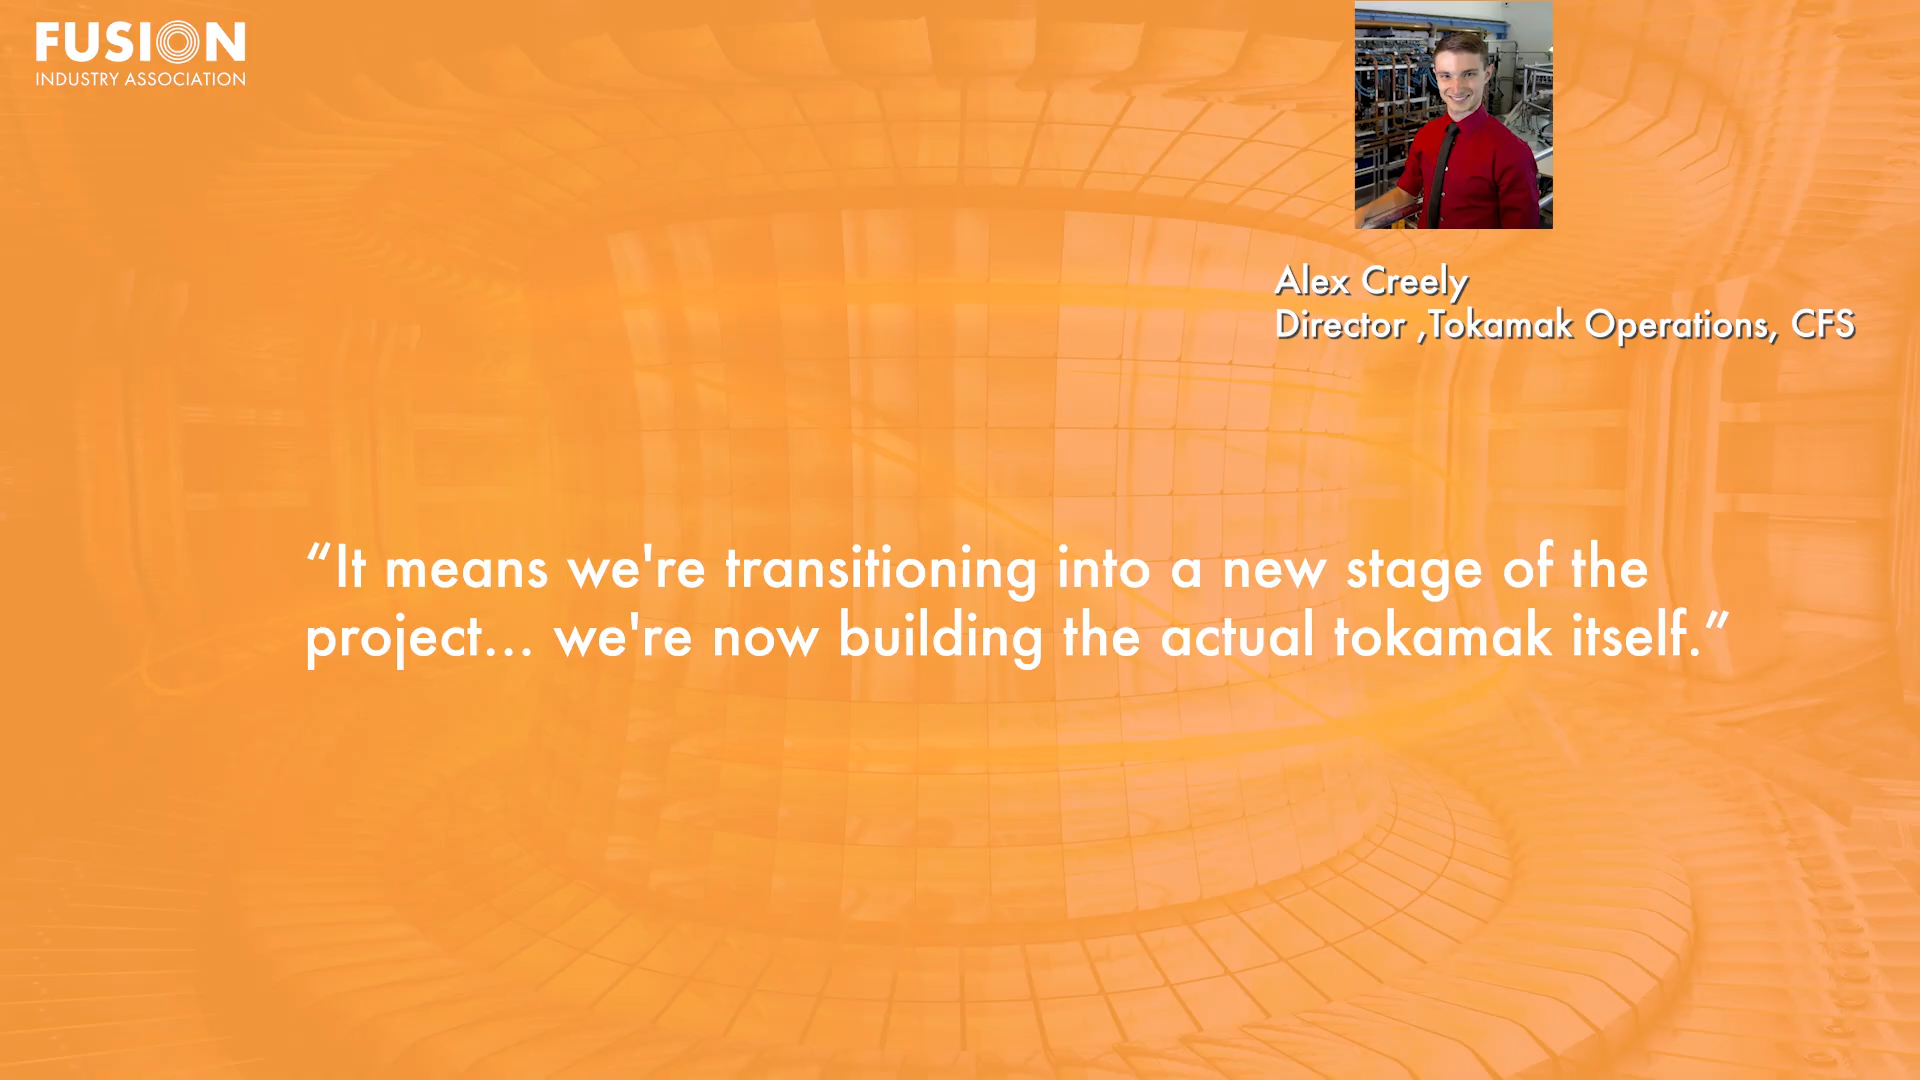 FUSION
INDUSTRY ASSOCIATION
Alex Creely
Director ,Tokamak Operations, CFS
“It means we're transitioning into a new stage of the
project... we're now building the actual tokamak itself.”